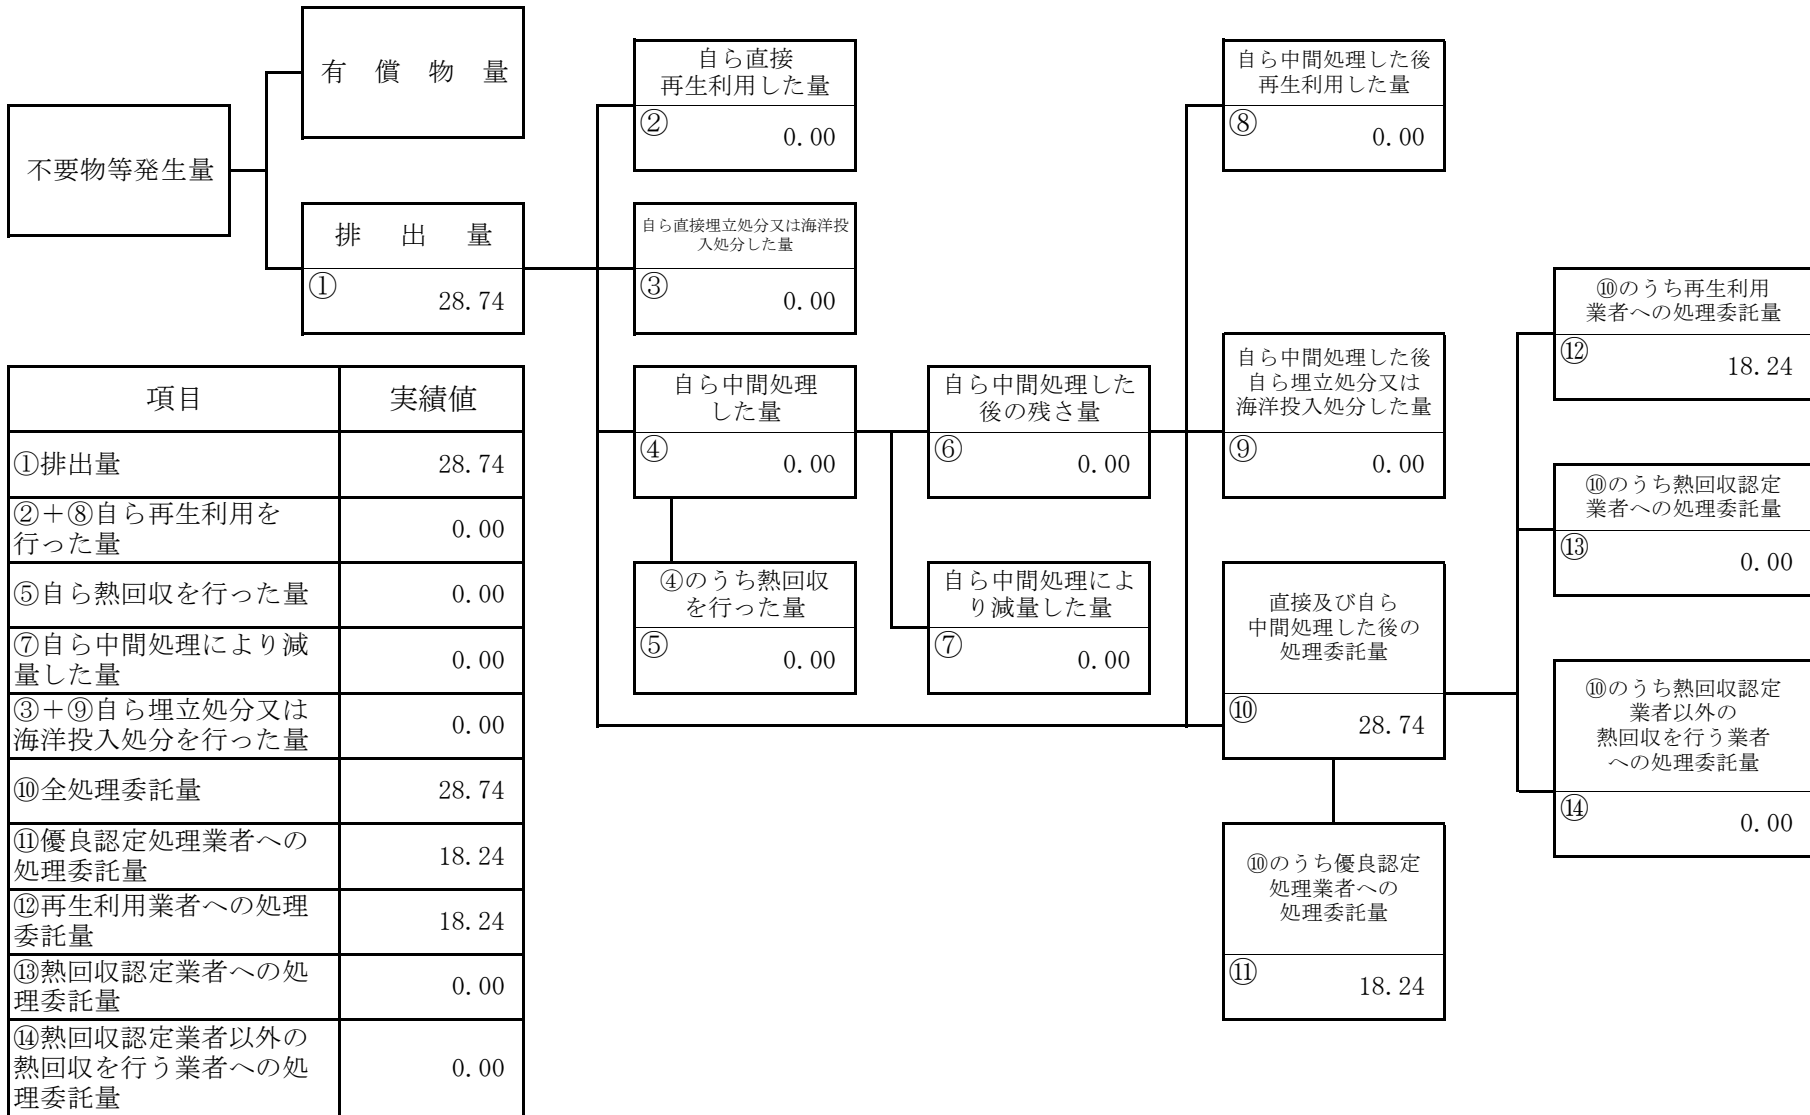 有償物量
不要物等発生量
排出量
①
28.74
自ら直接
再生利用した量
②
0.00
自ら直接埋立処分又は海洋投
入処分した量
③
0.00
自ら中間処理
した量
④
0.00
④のうち熱回収
を行った量
⑤
0.00
自ら中間処理した
後の残さ量
⑥
0.00
自ら中間処理によ
り減量した量
⑦
0.00
自ら中間処理した後
再生利用した量
⑧
0.00
自ら中間処理した後
自ら埋立処分又は
海洋投入処分した量
⑨
0.00
直接及び自ら
中間処理した後の
処理委託量
⑩
28.74
⑩のうち優良認定
処理業者への
処理委託量
⑪
18.24
⑩のうち再生利用
業者への処理委託量
⑫
18.24
⑩のうち熱回収認定
業者への処理委託量
⑬
0.00
⑩のうち熱回収認定
業者以外の
熱回収を行う業者
への処理委託量
⑭
0.00
項目 実績値
①排出量 28.74
②＋⑧自ら再生利用を
行った量 0.00
⑤自ら熱回収を行った量 0.00
⑦自ら中間処理により減
量した量 0.00
③＋⑨自ら埋立処分又は
海洋投入処分を行った量 0.00
⑩全処理委託量 28.74
⑪優良認定処理業者への
処理委託量 18.24
⑫再生利用業者への処理
委託量 18.24
⑬熱回収認定業者への処
理委託量 0.00
⑭熱回収認定業者以外の
熱回収を行う業者への処
理委託量 0.00